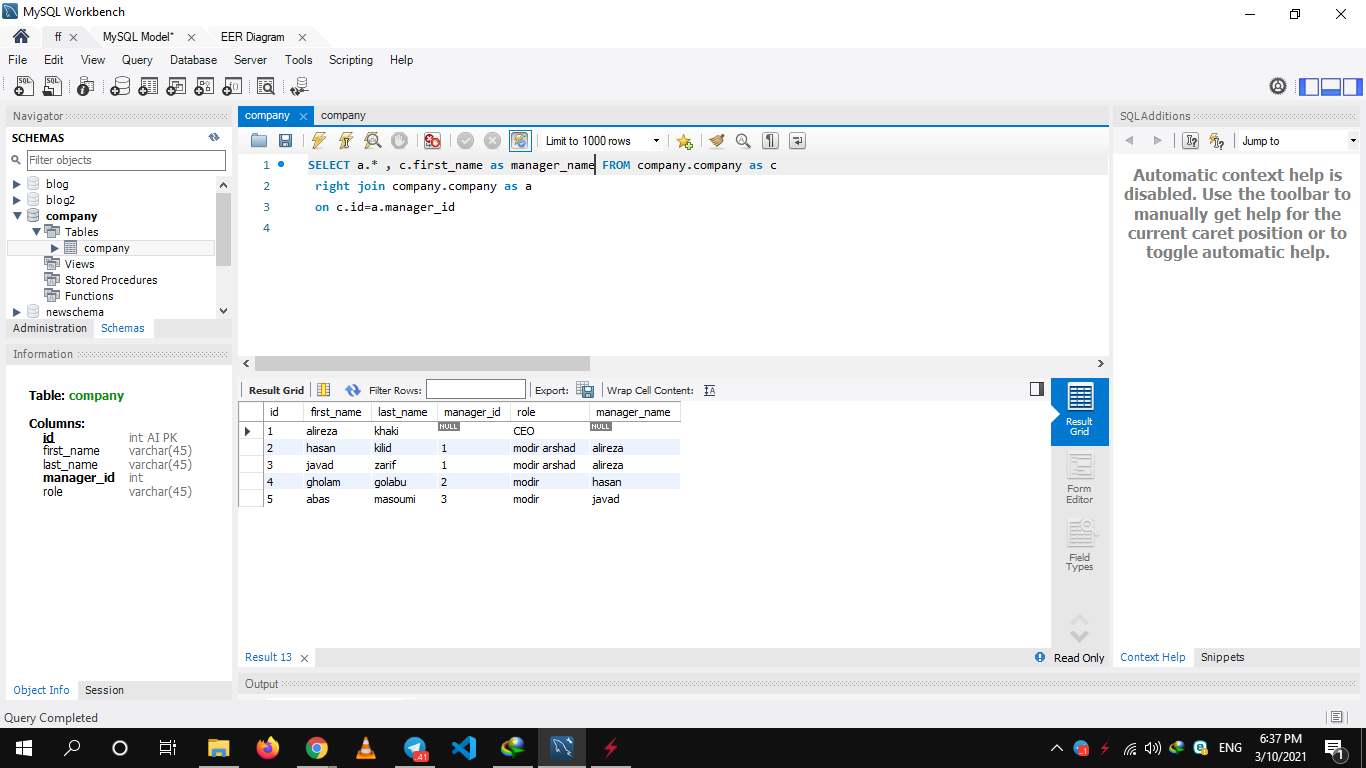 MySQL Workbench
ff MySQL Model* EER Diagram
File Edit View Query Database Server Tools Scripting Help
Navigator
SCHEMAS
Filter objects
blog
blog2
company
Tables
company
Views
Stored Procedures
Functions
newschema
Administration Schemas
Information
Table: company
Columns:
id int AI PK
first_name varchar(45)
last_name varchar(45)
manager_id int
role varchar(45)
Object Info Session
company company
Limit to 1000 rows
1 SELECT a.* , c.first_name as manager_name FROM company.company as c
2 right join company.company as a
3 on c.id=a.manager_id
4
Result Grid Filter Rows: Export: Wrap Cell Content:
id first_name last_name manager_id role manager_name
1 alireza khaki NULL CEO NULL
2 hasan kilid 1 modir arshad alireza
3 javad zarif 1 modir arshad alireza
4 gholam golabu 2 modir hasan
5 abas masoumi 3 modir javad
Result
Grid
Form
Editor
Field
Types
Result 13
Read Only
Output
SQLAdditions
Jump to
Automatic context help is
disabled. Use the toolbar to
manually get help for the
current caret position or to
toggle automatic help.
Context Help Snippets
Query Completed
ENG
6:37 PM
3/10/2021
1